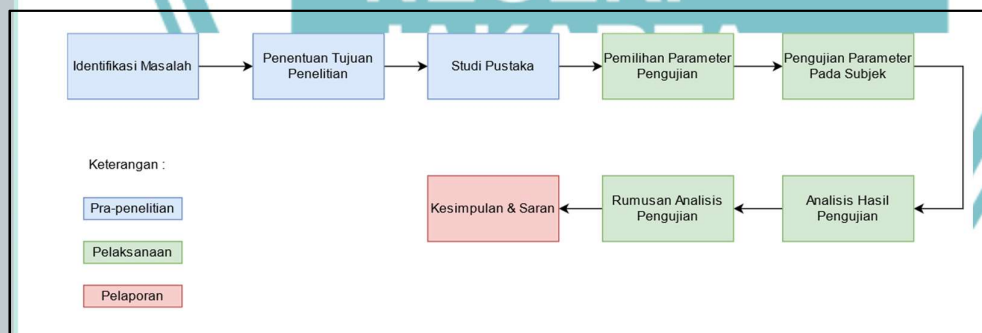 JAKARTA
Identifikasi Masalah
Penentuan Tujuan
Penelitian
Studi Pustaka
Pemilihan Parameter
Pengujian
Pengujian Parameter
Pada Subjek
Keterangan :
Pra-penelitian
Pelaksanaan
Pelaporan
Kesimpulan & Saran
Rumusan Analisis
Pengujian
Analisis Hasil
Pengujian